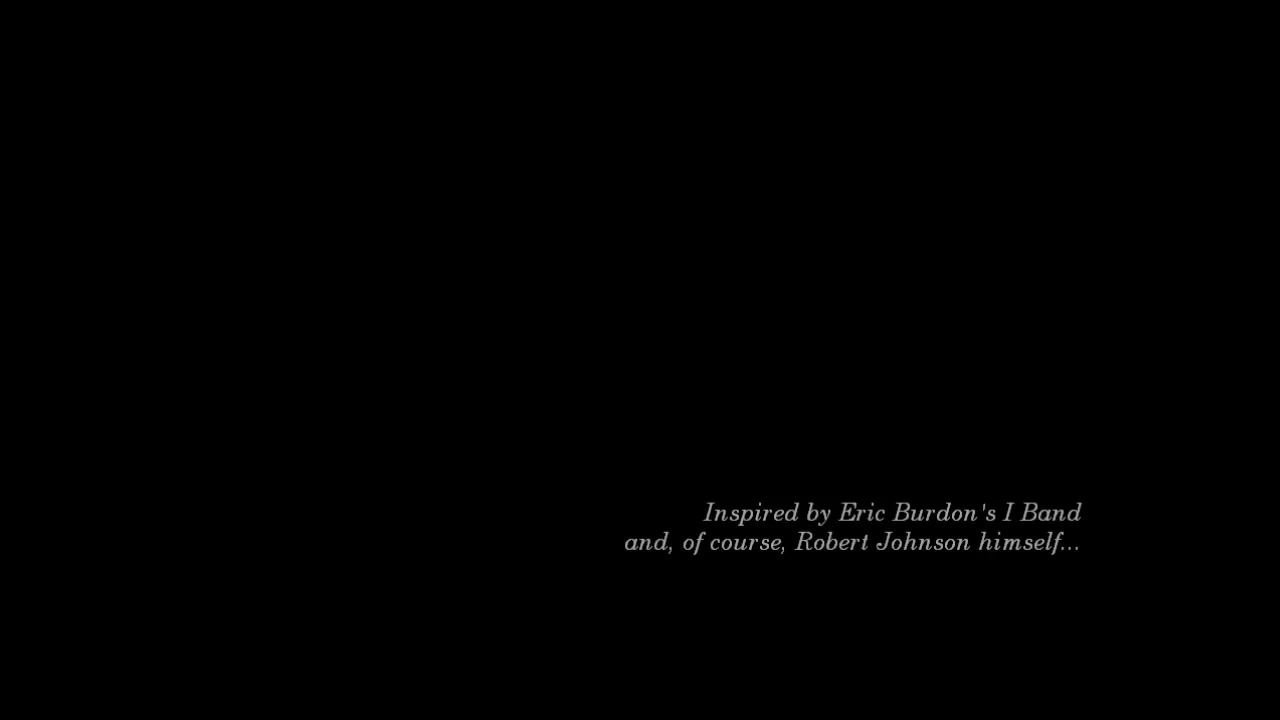 Inspired by Eric Burdon's I Band
and, of course, Robert Johnson himself...